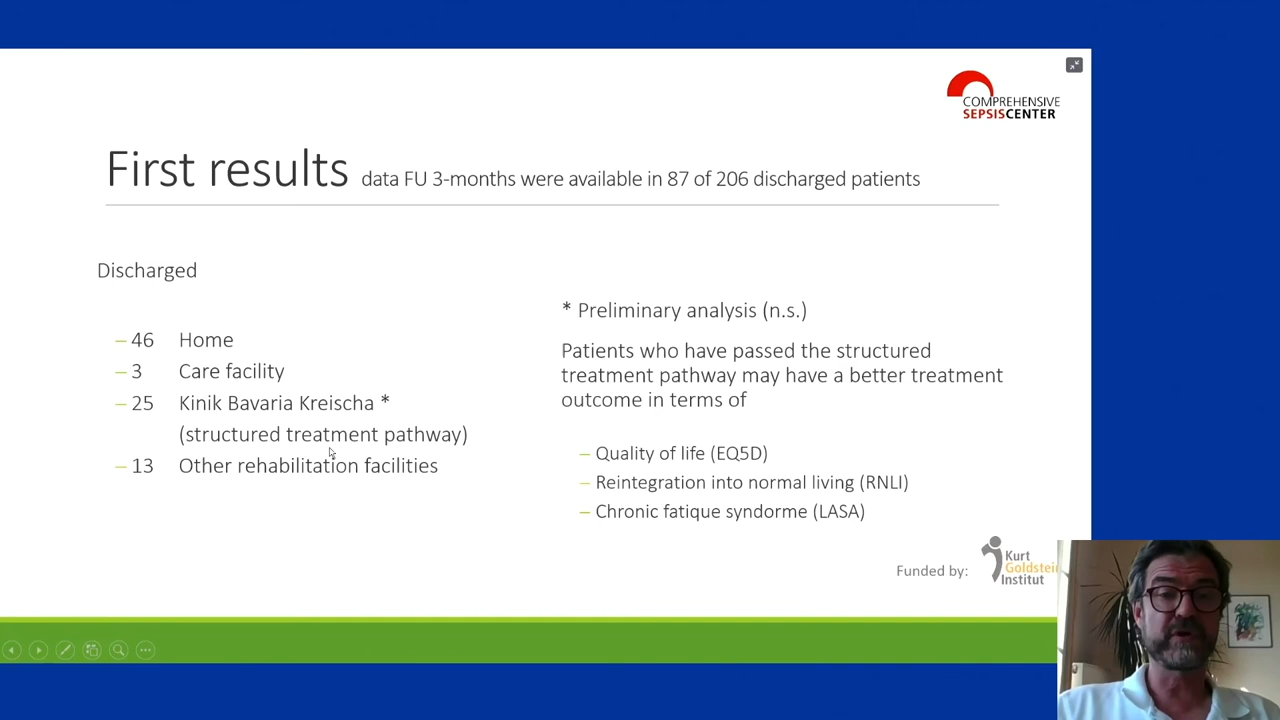 COMPREHENSIVE
SEPSISCENTER
First results data FU 3-months were available in 87 of 206 discharged patients
Discharged
– 46 Home
– 3 Care facility
– 25 Kinik Bavaria Kreischa *
(structured treatment pathway)
– 13 Other rehabilitation facilities
* Preliminary analysis (n.s.)
Patients who have passed the structured
treatment pathway may have a better treatment
outcome in terms of
– Quality of life (EQ5D)
– Reintegration into normal living (RNLI)
– Chronic fatique syndorme (LASA)
Funded by:
Kurt
Goldstein
Institut